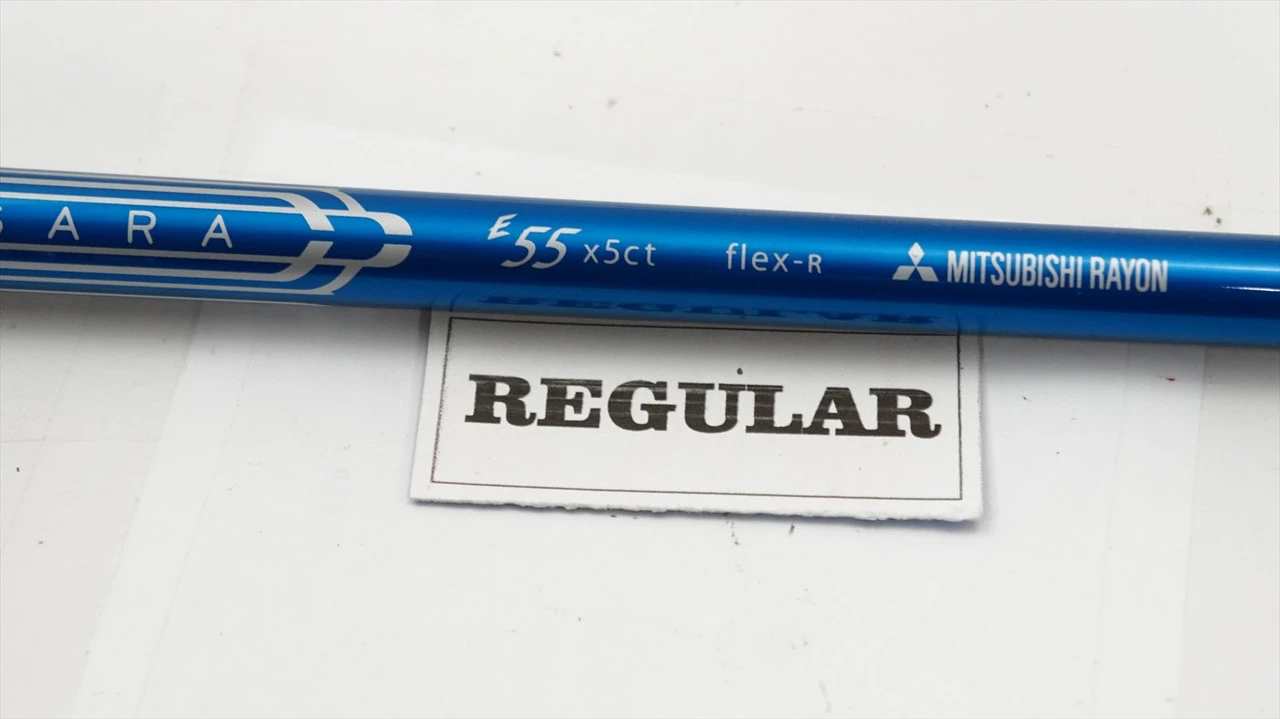 SARA E55 x5ct flex-R MITSUBISHI RAYON
REGULAR